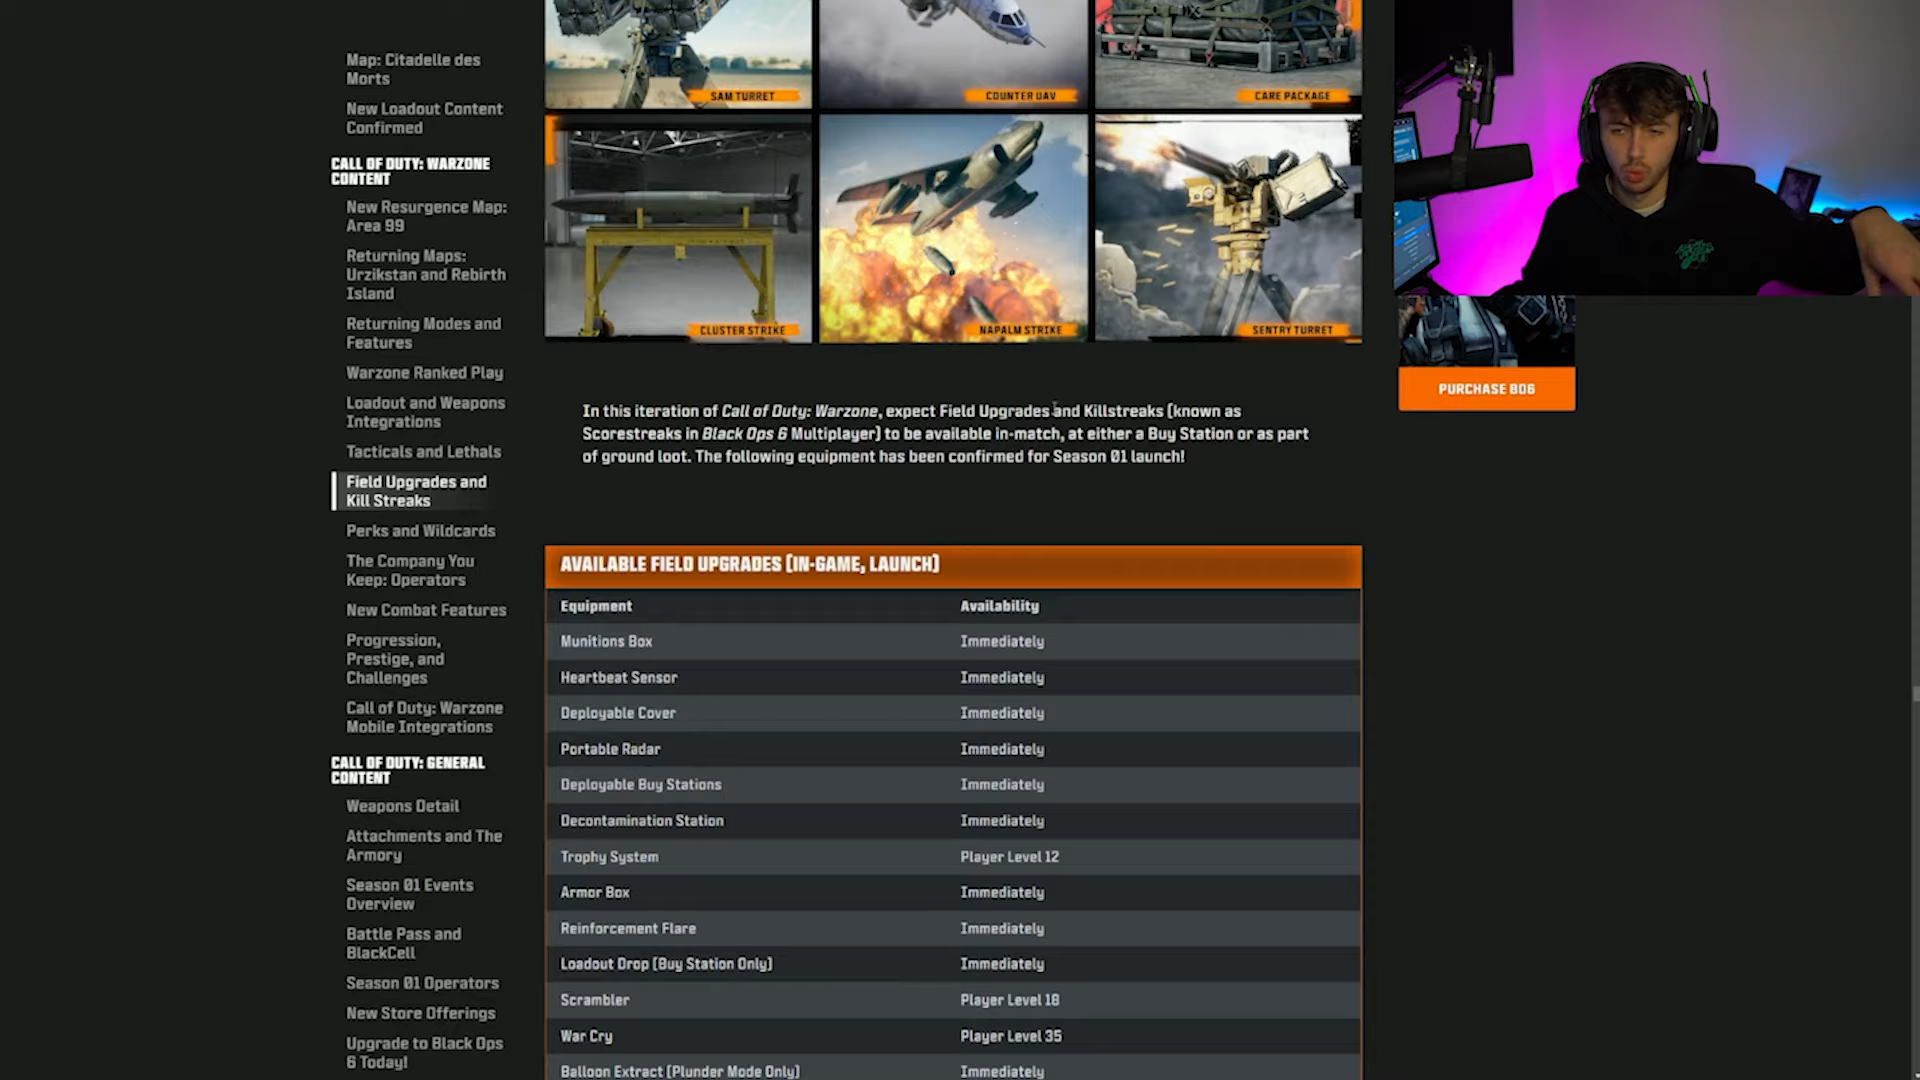 Map: Citadelle des
Morts
New Loadout Content
Confirmed
CALL OF DUTY: WARZONE
CONTENT
New Resurgence Map:
Area 99
Returning Maps:
Urzikstan and Rebirth
Island
Returning Modes and
Features
Warzone Ranked Play
Loadout and Weapons
Integrations
Tacticals and Lethals
Field Upgrades and
Kill Streaks
Perks and Wildcards
The Company You
Keep: Operators
New Combat Features
Progression,
Prestige, and
Challenges
Call of Duty: Warzone
Mobile Integrations
CALL OF DUTY: GENERAL
CONTENT
Weapons Detail
Attachments and The
Armory
Season 01 Events
Overview
Battle Pass and
BlackCell
Season 01 Operators
New Store Offerings
Upgrade to Black Ops
6 Today!
SAM TURRET
COUNTER UAV
CARE PACKAGE
CLUSTER STRIKE
NAPALM STRIKE
SENTRY TURRET
In this iteration of Call of Duty: Warzone, expect Field Upgrades and Killstreaks (known as
Scorestreaks in Black Ops 6 Multiplayer) to be available in-match, at either a Buy Station or as part
of ground loot. The following equipment has been confirmed for Season 01 launch!
AVAILABLE FIELD UPGRADES (IN-GAME, LAUNCH)
Equipment Availability
Munitions Box Immediately
Heartbeat Sensor Immediately
Deployable Cover Immediately
Portable Radar Immediately
Deployable Buy Stations Immediately
Decontamination Station Immediately
Trophy System Player Level 12
Armor Box Immediately
Reinforcement Flare Immediately
Loadout Drop (Buy Station Only) Immediately
Scrambler Player Level 18
War Cry Player Level 35
Balloon Extract (Plunder Mode Only) Immediately
PURCHASE BO6